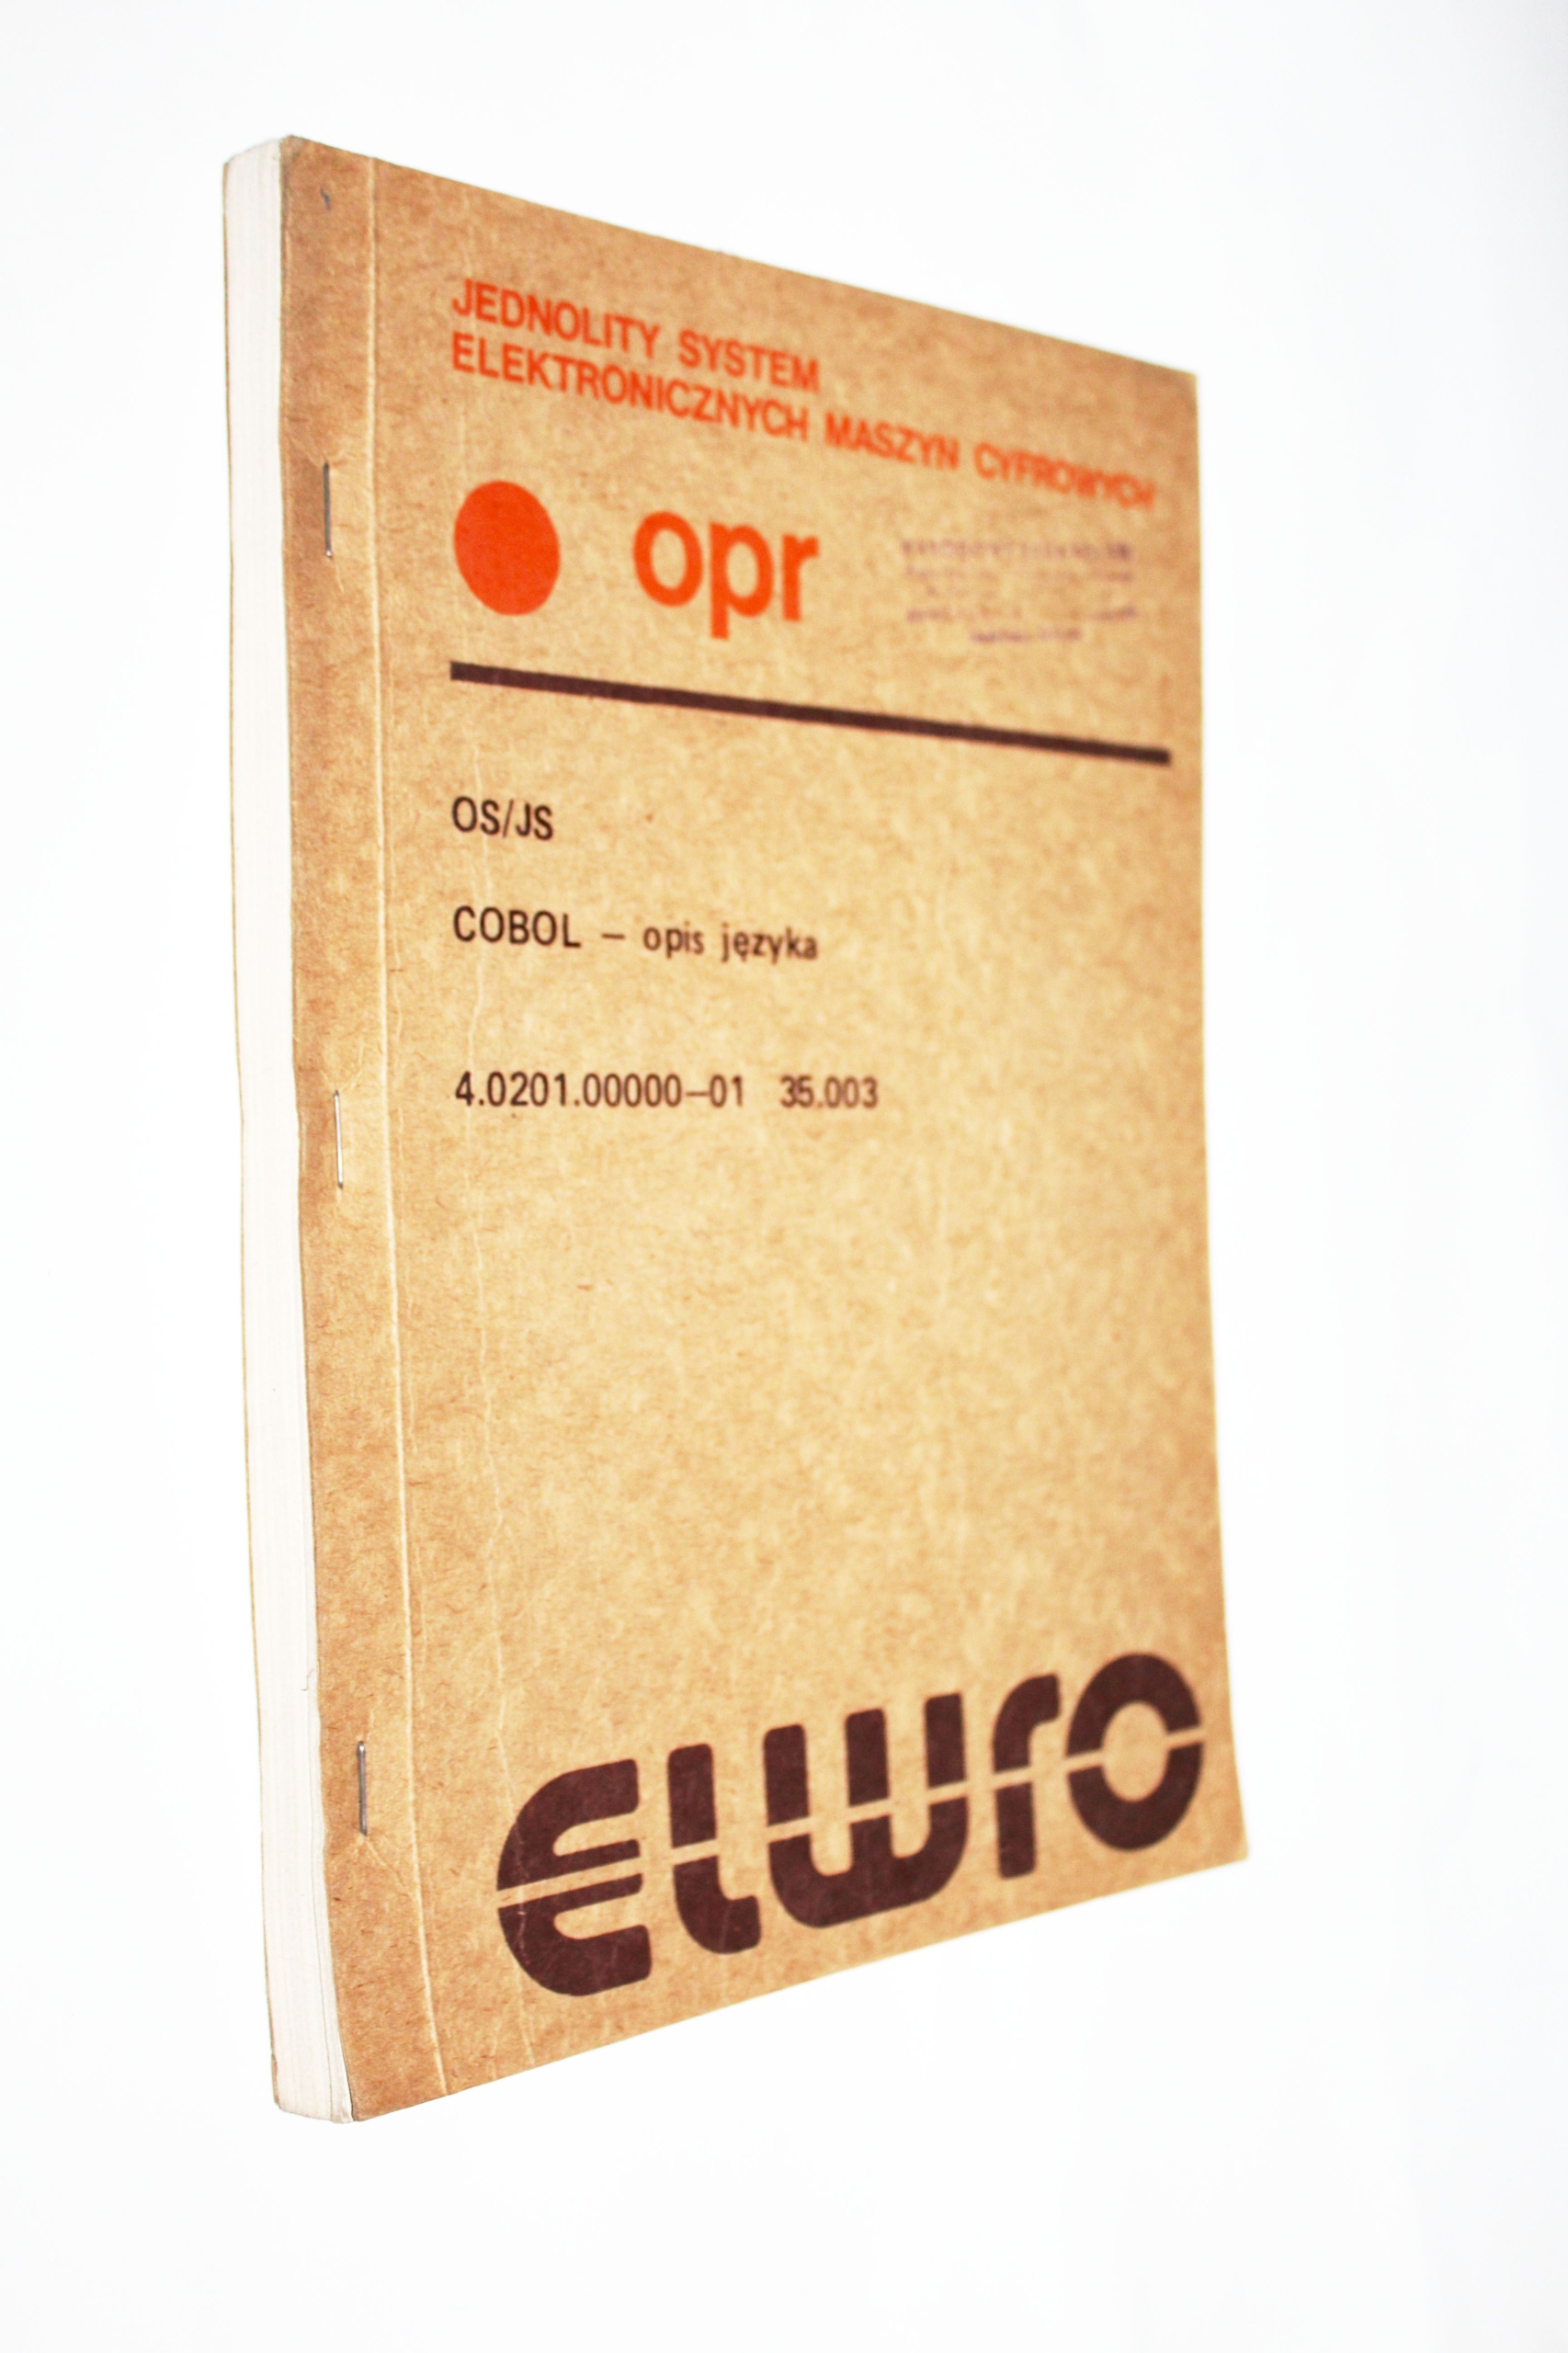 JEDNOLITY SYSTEM
ELEKTRONICZNYCH MASZYN CYFROWYCH
opr
OS/JS
COBOL — opis języka
4.0201.00000—01 35.003
elwro